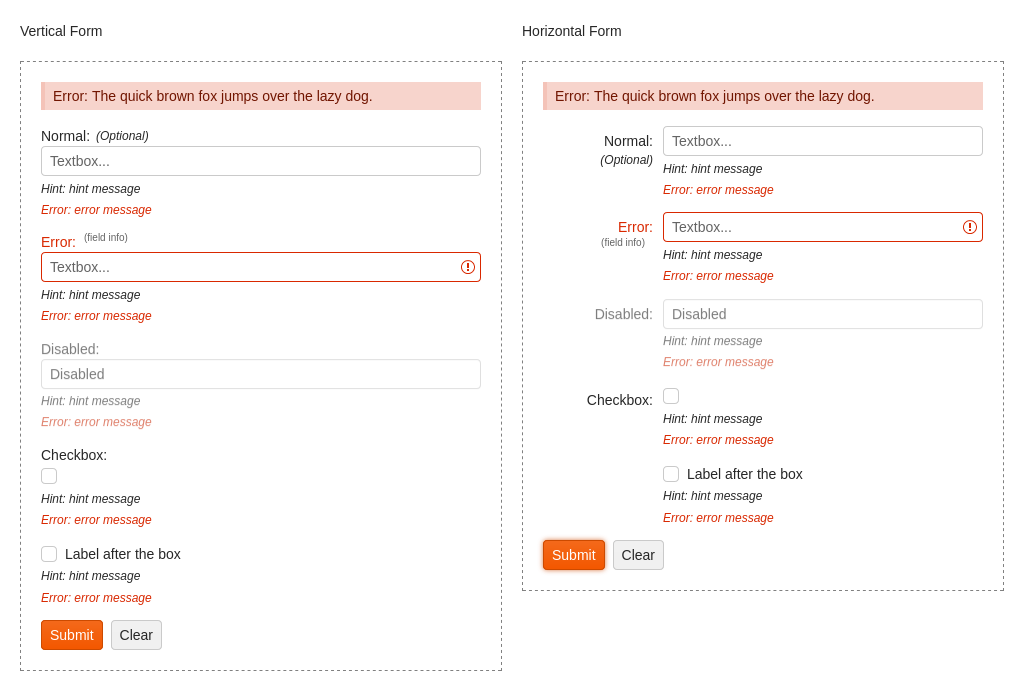 Vertical Form
Error: The quick brown fox jumps over the lazy dog.
Normal: (Optional)
Textbox...
Hint: hint message
Error: error message
Error: (field info)
Textbox...
Hint: hint message
Error: error message
Disabled:
Disabled
Hint: hint message
Error: error message
Checkbox:
Hint: hint message
Error: error message
Label after the box
Hint: hint message
Error: error message
Submit Clear
Horizontal Form
Error: The quick brown fox jumps over the lazy dog.
Normal: Textbox...
(Optional)
Hint: hint message
Error: error message
Error: Textbox...
(field info)
Hint: hint message
Error: error message
Disabled: Disabled
Hint: hint message
Error: error message
Checkbox:
Hint: hint message
Error: error message
Label after the box
Hint: hint message
Error: error message
Submit Clear